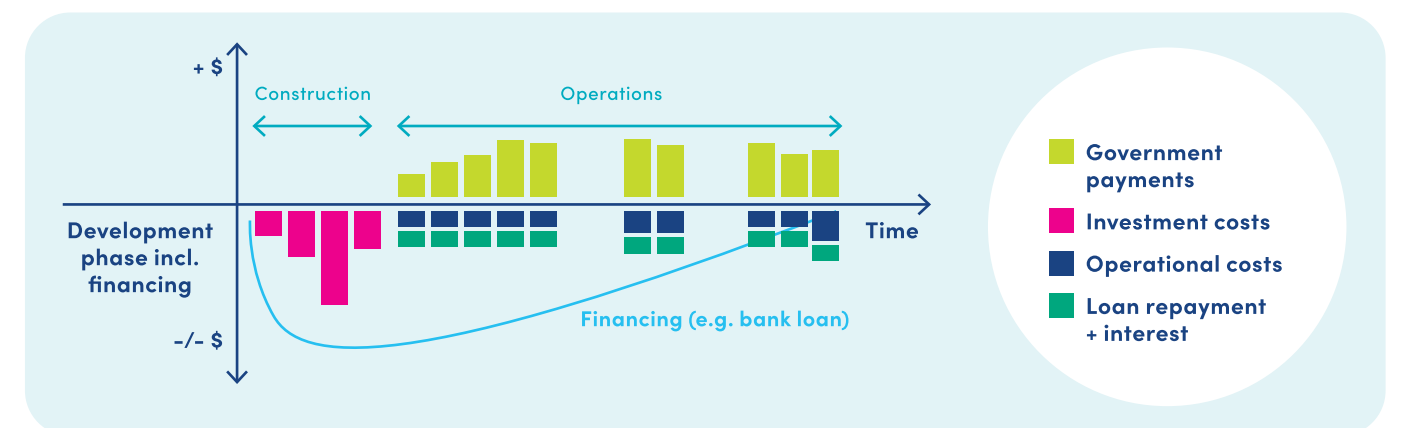 + $
Construction
Operations
Development
phase incl.
financing
Time
Financing (e.g. bank loan)
-/- $
Government
payments
Investment costs
Operational costs
Loan repayment
+ interest